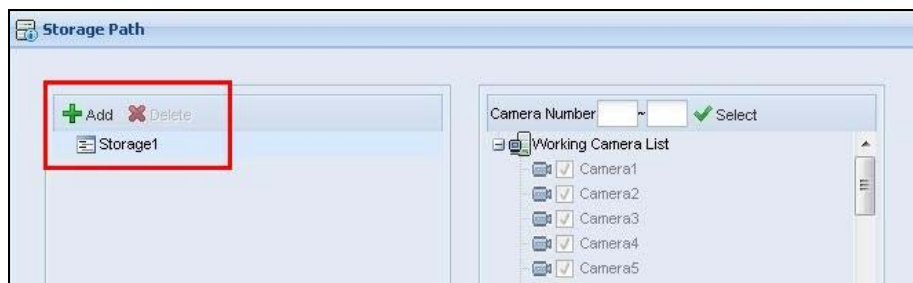 Storage Path
Add Delete
Storage1
Camera Number ~ Select
Working Camera List
Camera1
Camera2
Camera3
Camera4
Camera5